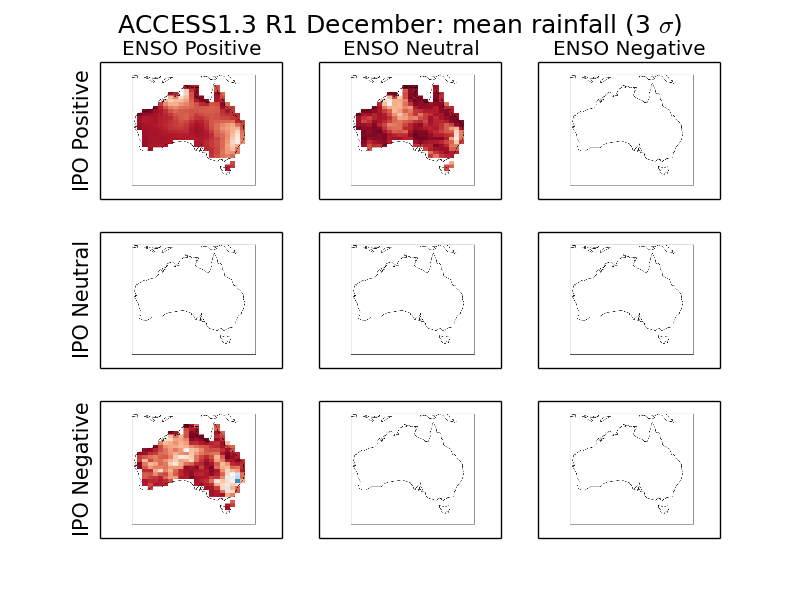 ACCESS1.3 R1 December: mean rainfall (3 σ)
ENSO Positive
ENSO Neutral
ENSO Negative
IPO Positive
IPO Neutral
IPO Negative